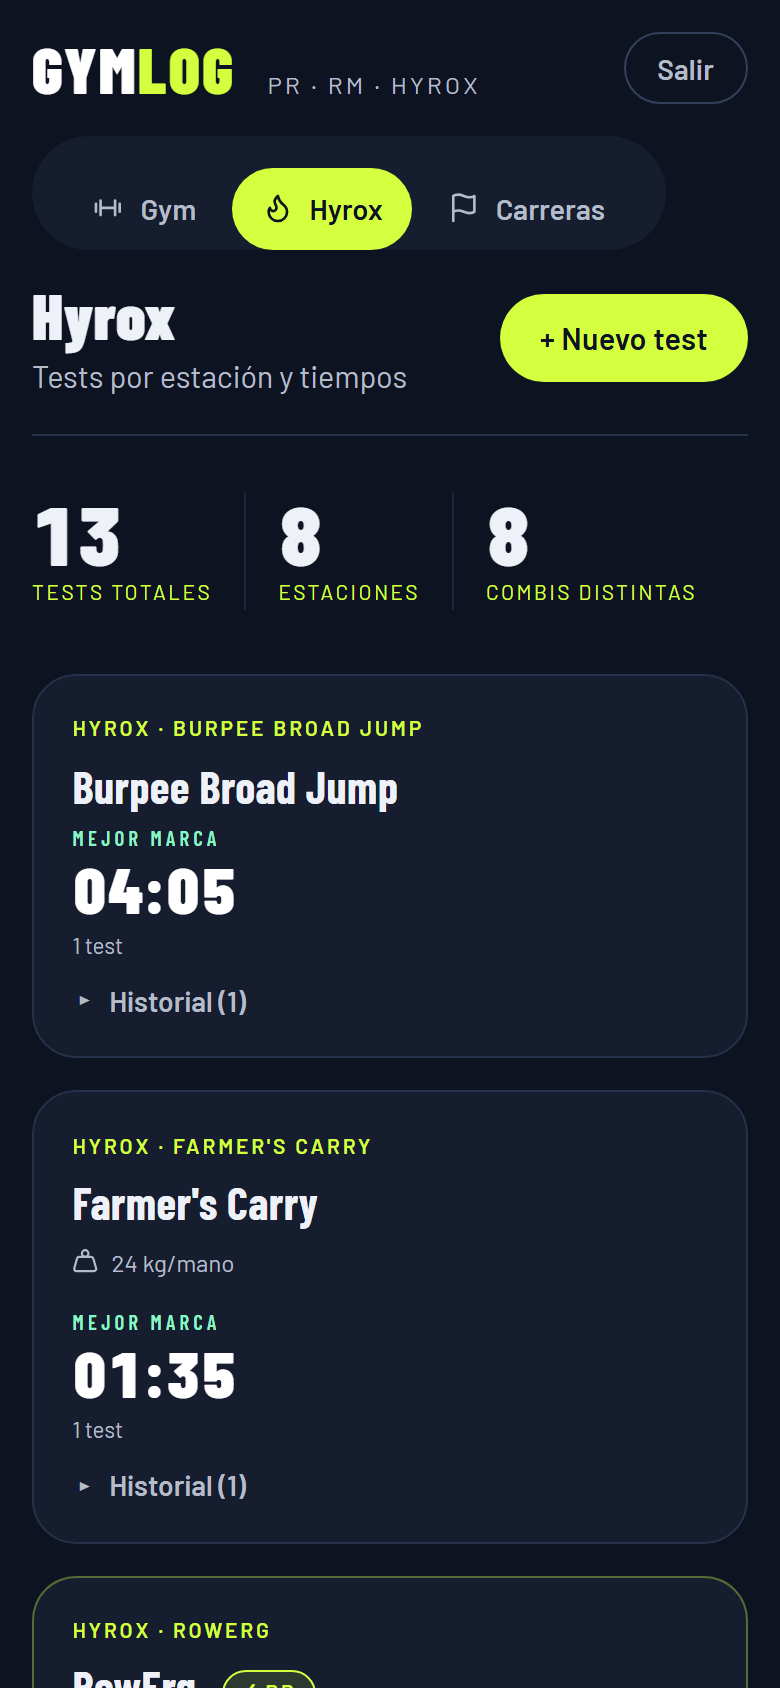 GYMLOG PR · RM · HYROX Salir
Gym Hyrox Carreras
Hyrox
+ Nuevo test
Tests por estación y tiempos
13 8 8
TESTS TOTALES ESTACIONES COMBIS DISTINTAS
HYROX · BURPEE BROAD JUMP
Burpee Broad Jump
MEJOR MARCA
04:05
1 test
▸ Historial (1)
HYROX · FARMER'S CARRY
Farmer's Carry
24 kg/mano
MEJOR MARCA
01:35
1 test
▸ Historial (1)
HYROX · ROWERG
RowErg